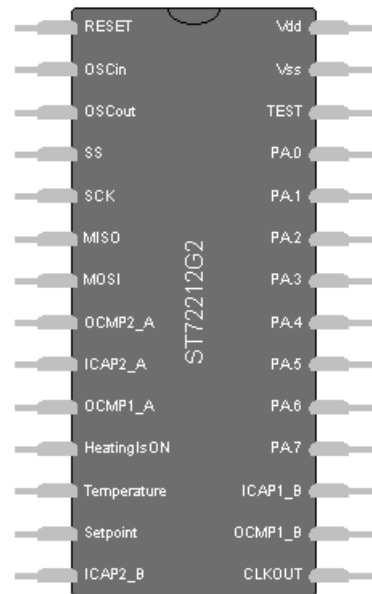 RESET
OSCin
OSCout
SS
SCK
MISO
MOSI
OCMP2_A
ICAP2_A
OCMP1_A
HeatingIsON
Temperature
Setpoint
ICAP2_B
ST72212G2
Vdd
Vss
TEST
PA.0
PA.1
PA.2
PA.3
PA.4
PA.5
PA.6
PA.7
ICAP1_B
OCMP1_B
CLKOUT